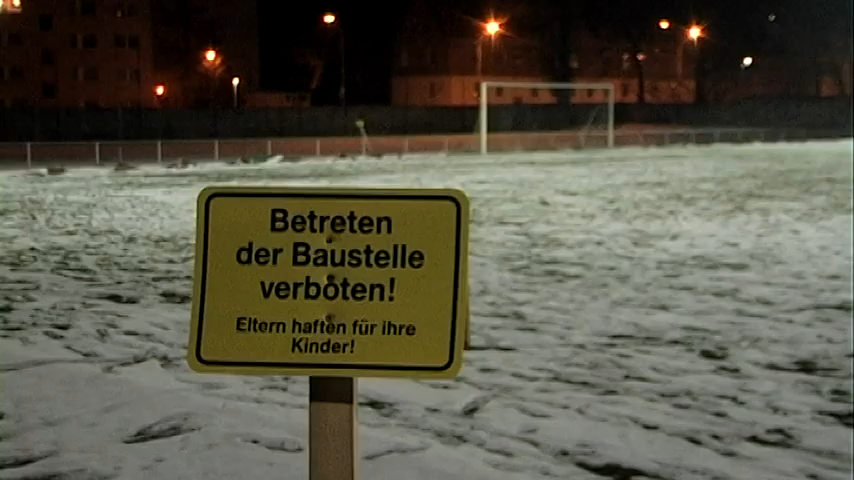 Betreten
der Baustelle
verboten!
Eltern haften für ihre
Kinder!